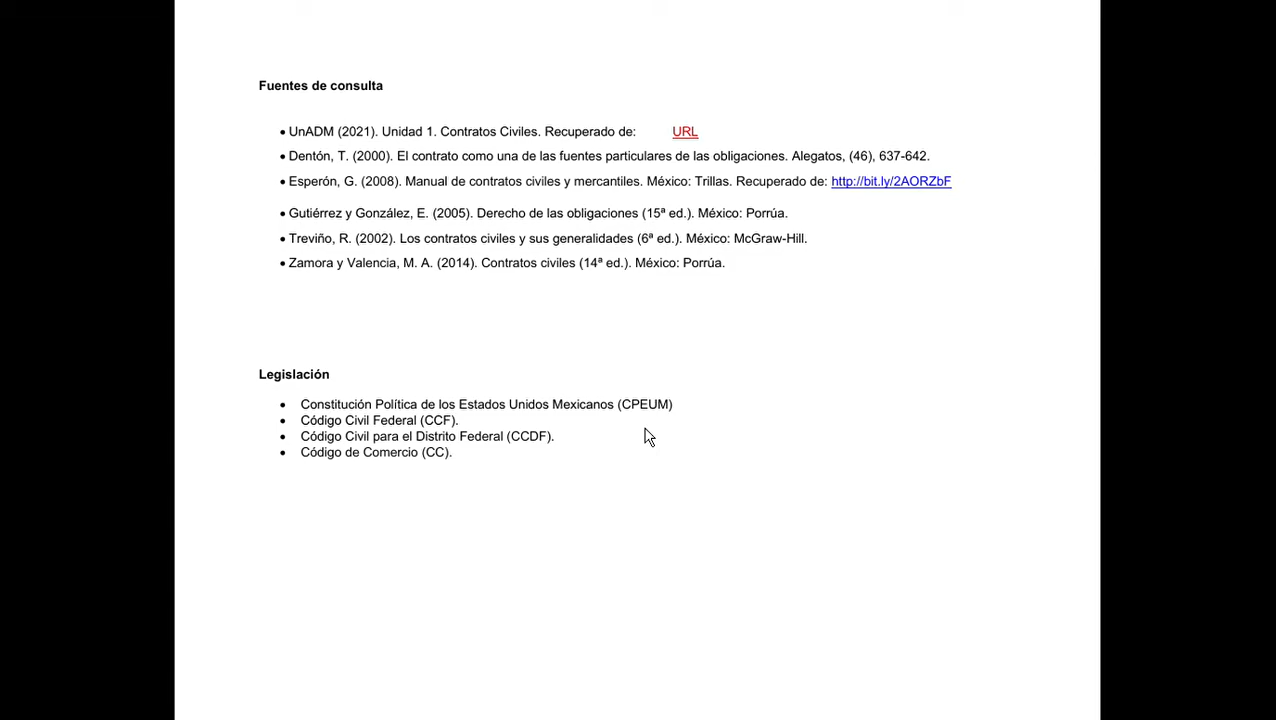 Fuentes de consulta
• UnADM (2021). Unidad 1. Contratos Civiles. Recuperado de: URL
• Dentón, T. (2000). El contrato como una de las fuentes particulares de las obligaciones. Alegatos, (46), 637-642.
• Esperón, G. (2008). Manual de contratos civiles y mercantiles. México: Trillas. Recuperado de: http://bit.ly/2AORZbF
• Gutiérrez y González, E. (2005). Derecho de las obligaciones (15ª ed.). México: Porrúa.
• Treviño, R. (2002). Los contratos civiles y sus generalidades (6ª ed.). México: McGraw-Hill.
• Zamora y Valencia, M. A. (2014). Contratos civiles (14ª ed.). México: Porrúa.
Legislación
• Constitución Política de los Estados Unidos Mexicanos (CPEUM)
• Código Civil Federal (CCF).
• Código Civil para el Distrito Federal (CCDF).
• Código de Comercio (CC).